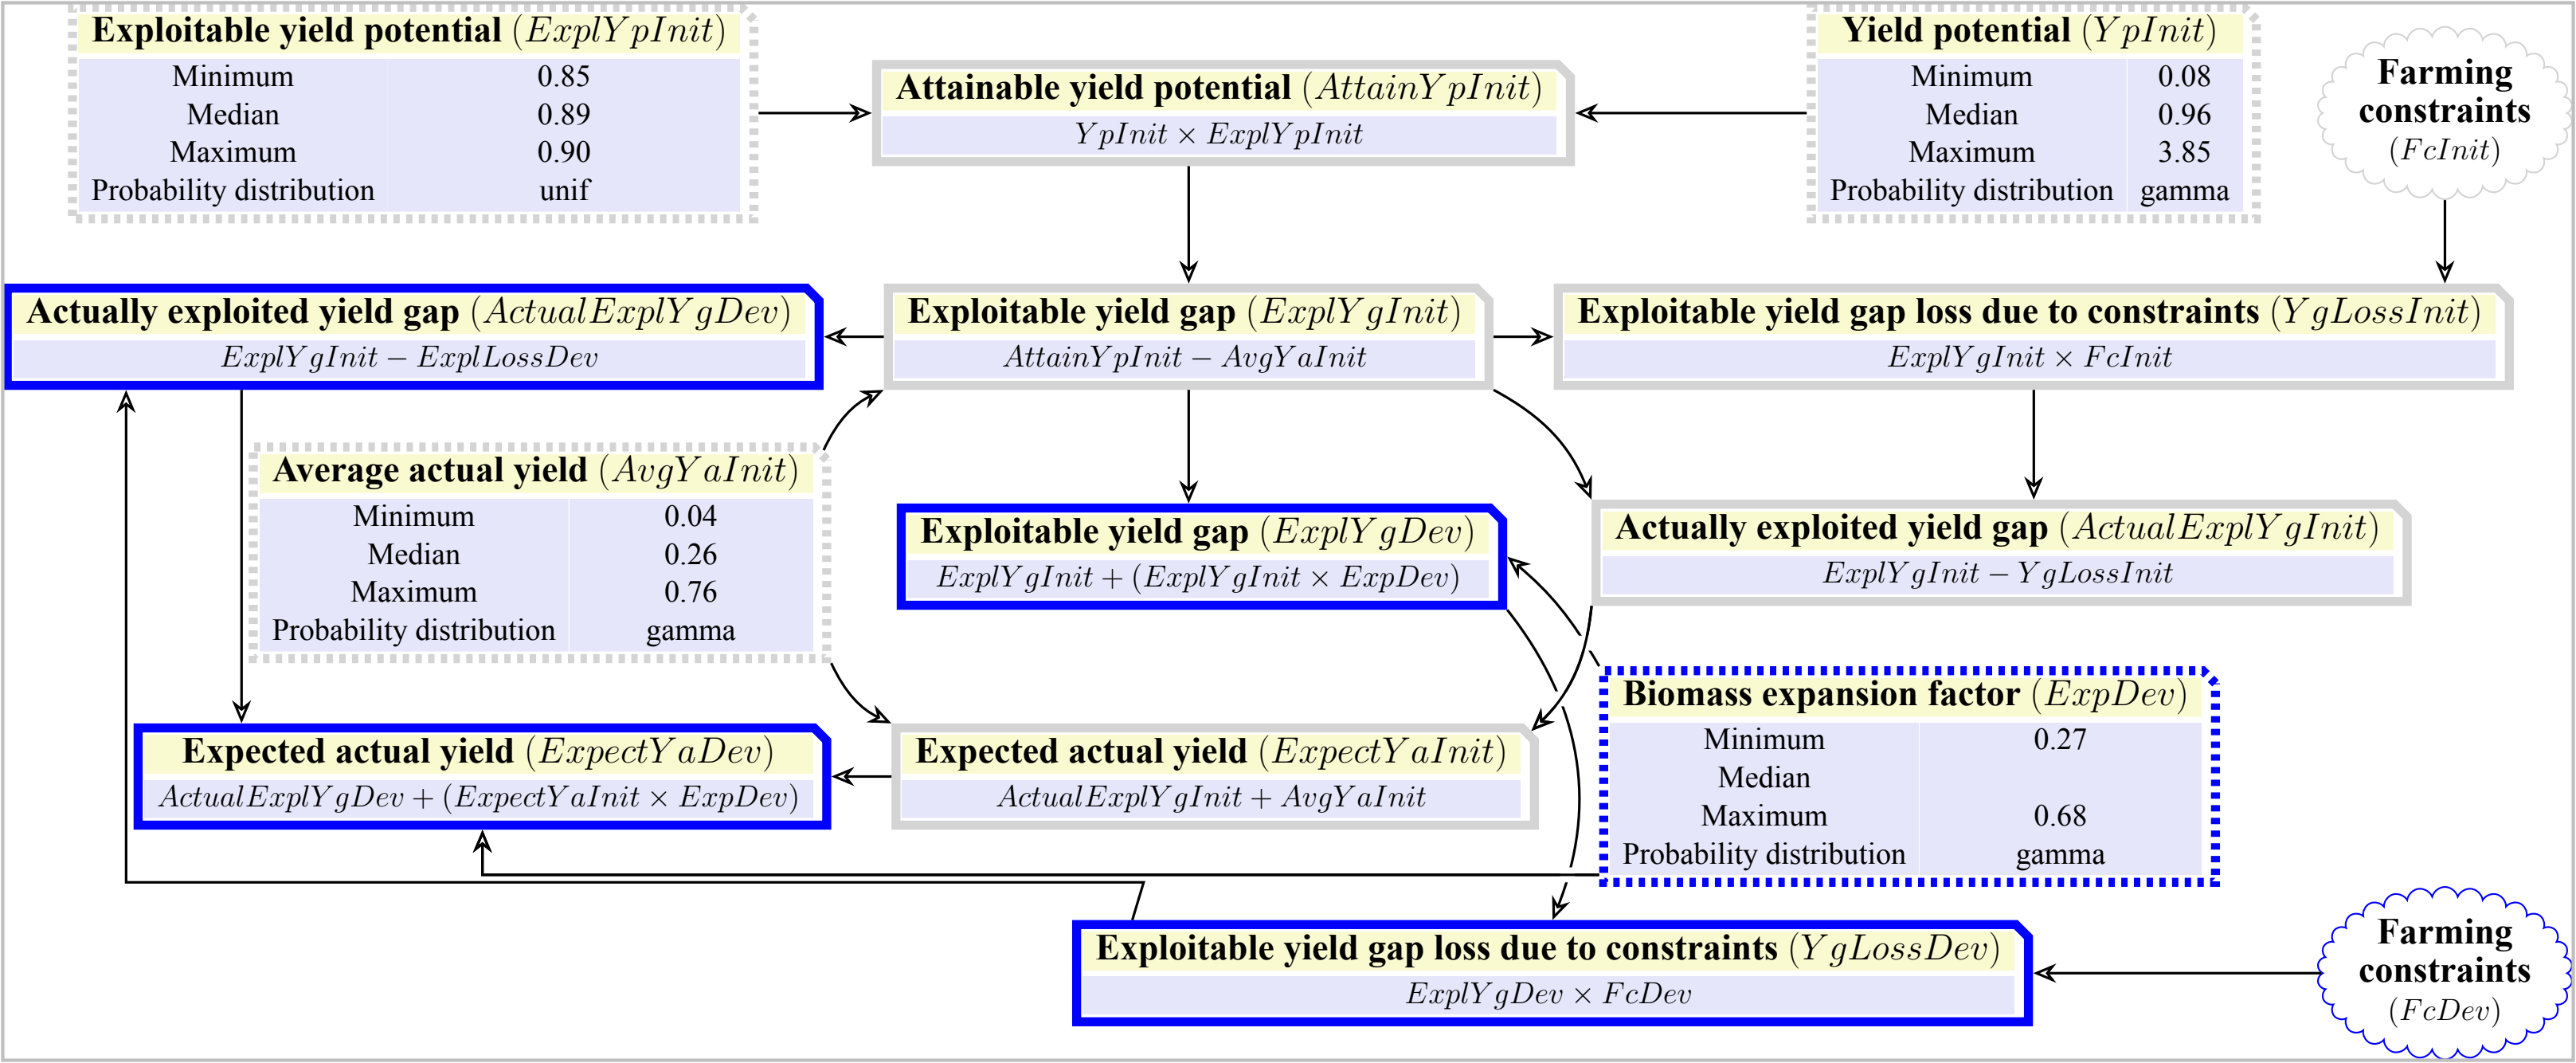 Exploitable yield potential (ExplYpInit)
Minimum 0.85
Median 0.89
Maximum 0.90
Probability distribution unif
Attainable yield potential (AttainYpInit)
YpInit × ExplYpInit
Yield potential (YpInit)
Minimum 0.08
Median 0.96
Maximum 3.85
Probability distribution gamma
Farming
constraints
(FcInit)
Actually exploited yield gap (ActualExplYgDev)
ExplYgInit − ExplLossDev
Exploitable yield gap (ExplYgInit)
AttainYpInit − AvgYaInit
Exploitable yield gap loss due to constraints (YgLossInit)
ExplYgInit × FcInit
Average actual yield (AvgYaInit)
Minimum 0.04
Median 0.26
Maximum 0.76
Probability distribution gamma
Exploitable yield gap (ExplYgDev)
ExplYgInit + (ExplYgInit × ExpDev)
Actually exploited yield gap (ActualExplYgInit)
ExplYgInit − YgLossInit
Expected actual yield (ExpectYaDev)
ActualExplYgDev + (ExpectYaInit × ExpDev)
Expected actual yield (ExpectYaInit)
ActualExplYgInit + AvgYaInit
Biomass expansion factor (ExpDev)
Minimum 0.27
Median
Maximum 0.68
Probability distribution gamma
Exploitable yield gap loss due to constraints (YgLossDev)
ExplYgDev × FcDev
Farming
constraints
(FcDev)